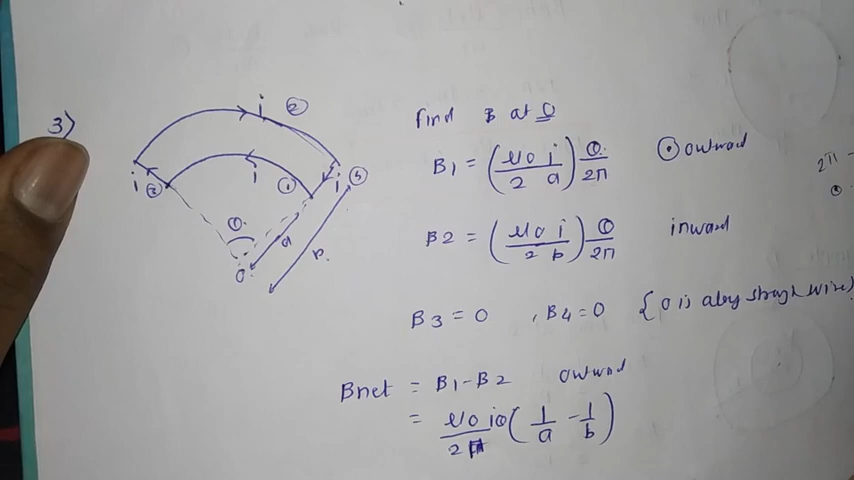 3)
i ②
i
i ③
①
i ④
θ
a
b
O
Find B at O
B1 = (μ0 i / 2 a) θ / 2π ⊙ outward
B2 = (μ0 i / 2 b) θ / 2π inward
B3 = 0 , B4 = 0 { O is along straight wire }
Bnet = B1 - B2 outward
= μ0 i θ / 2π ( 1/a - 1/b )
2π -